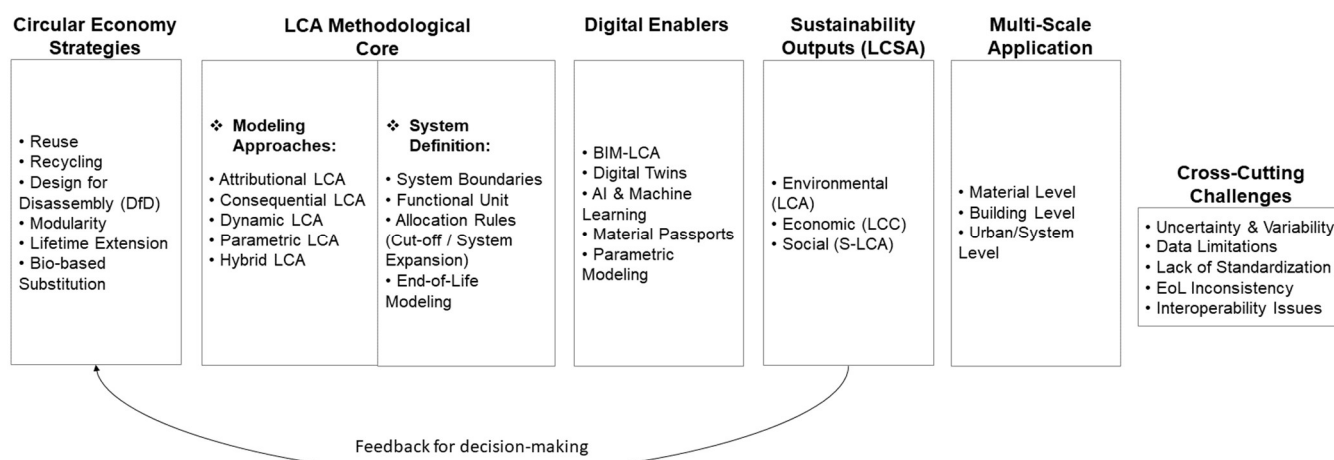 Circular Economy
Strategies
• Reuse
• Recycling
• Design for
Disassembly (DfD)
• Modularity
• Lifetime Extension
• Bio-based
Substitution
LCA Methodological
Core
❖ Modeling
Approaches:
• Attributional LCA
• Consequential LCA
• Dynamic LCA
• Parametric LCA
• Hybrid LCA
❖ System
Definition:
• System Boundaries
• Functional Unit
• Allocation Rules
(Cut-off / System
Expansion)
• End-of-Life
Modeling
Digital Enablers
• BIM-LCA
• Digital Twins
• AI & Machine
Learning
• Material Passports
• Parametric
Modeling
Sustainability
Outputs (LCSA)
• Environmental
(LCA)
• Economic (LCC)
• Social (S-LCA)
Multi-Scale
Application
• Material Level
• Building Level
• Urban/System
Level
Cross-Cutting
Challenges
• Uncertainty & Variability
• Data Limitations
• Lack of Standardization
• EoL Inconsistency
• Interoperability Issues
Feedback for decision-making